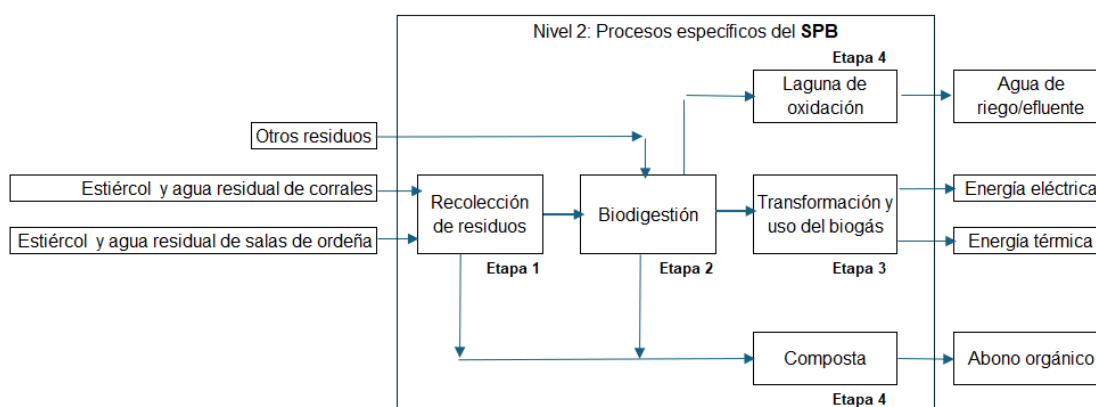 Nivel 2: Procesos específicos del SPB
Etapa 4
Laguna de
oxidación
Agua de
riego/efluente
Otros residuos
Estiércol y agua residual de corrales
Estiércol y agua residual de salas de ordeña
Recolección
de residuos
Etapa 1
Biodigestión
Etapa 2
Transformación y
uso del biogás
Etapa 3
Energía eléctrica
Energía térmica
Composta
Etapa 4
Abono orgánico